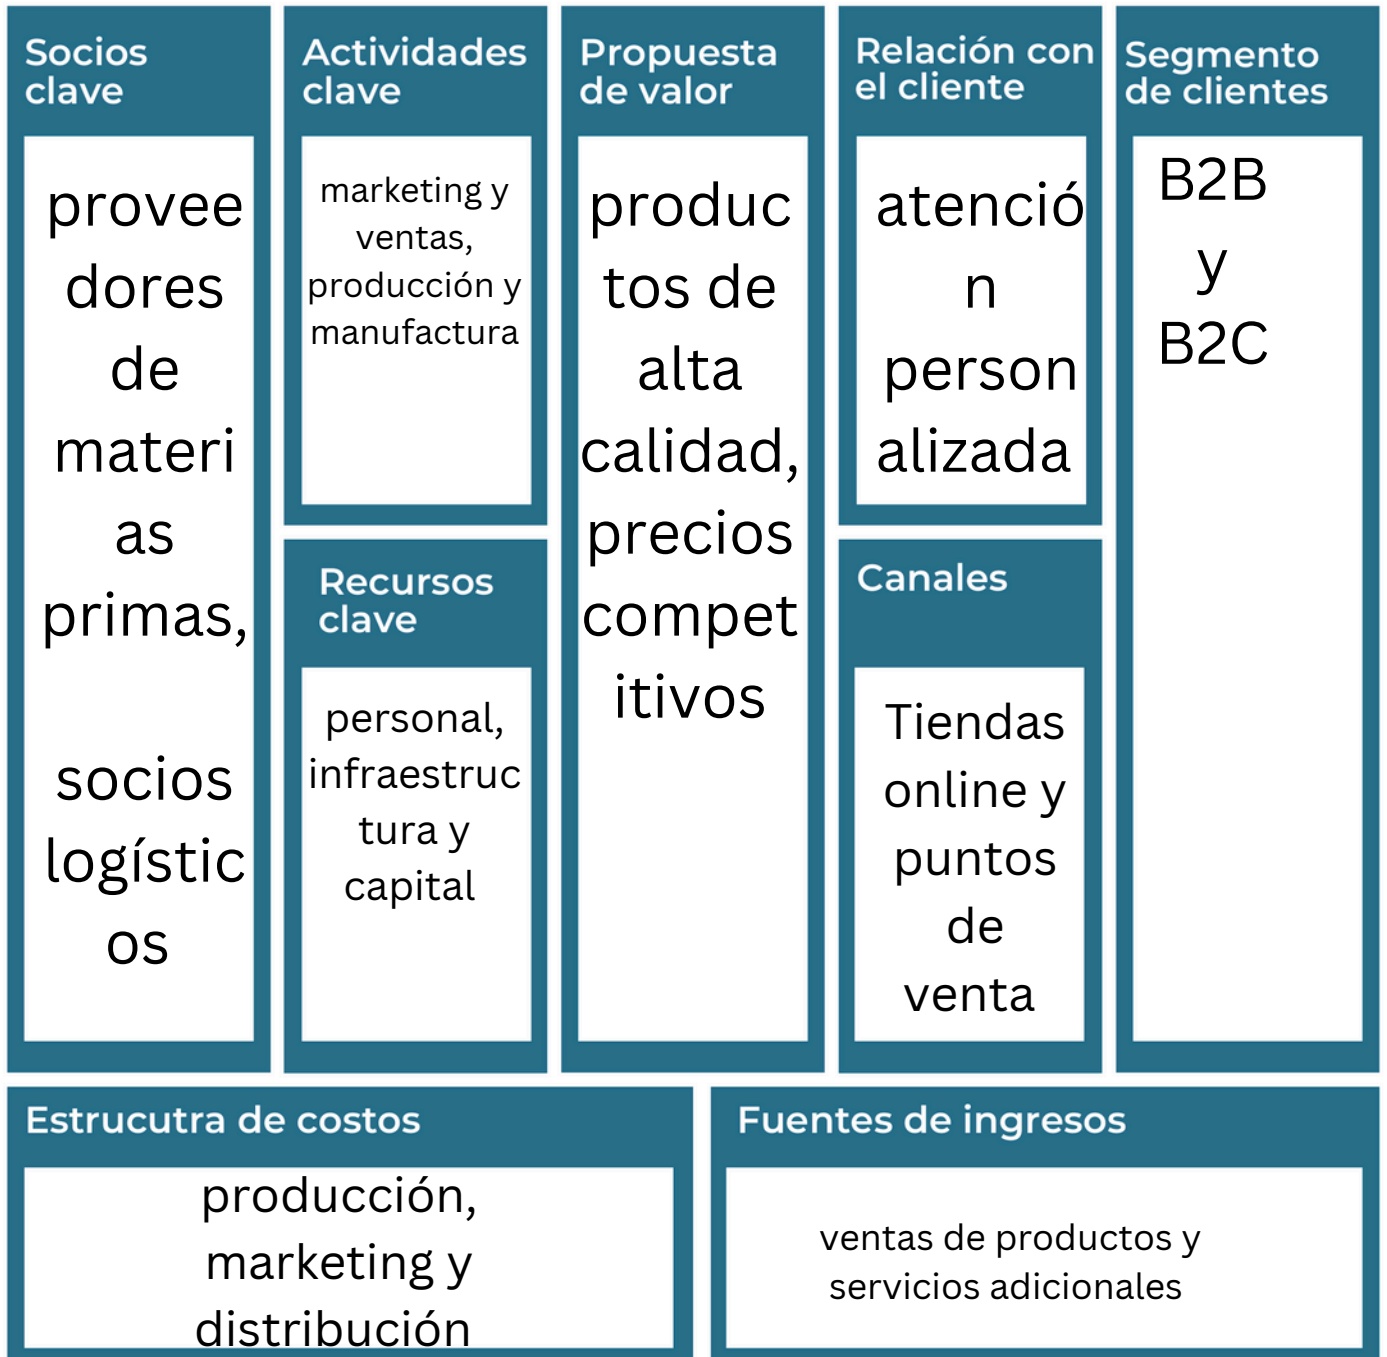 Socios
clave
provee
dores
de
materi
as
primas,
socios
logístic
os
Actividades
clave
marketing y
ventas,
producción y
manufactura
Recursos
clave
personal,
infraestruc
tura y
capital
Propuesta
de valor
produc
tos de
alta
calidad,
precios
compet
itivos
Relación con
el cliente
atenció
n
person
alizada
Canales
Tiendas
online y
puntos
de
venta
Segmento
de clientes
B2B
y
B2C
Estrucutra de costos
producción,
marketing y
distribución
Fuentes de ingresos
ventas de productos y
servicios adicionales